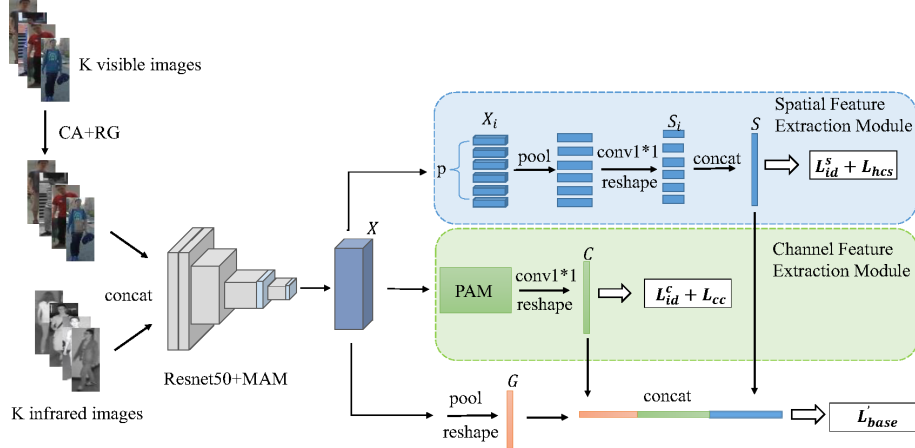 K visible images
CA+RG
concat
K infrared images
Resnet50+MAM
X
Spatial Feature
Extraction Module
X_i
p
pool
conv1*1
reshape
S_i
concat
S
L^s_id + L_hcs
Channel Feature
Extraction Module
PAM
conv1*1
reshape
C
L^c_id + L_cc
pool
reshape
G
concat
L'_base